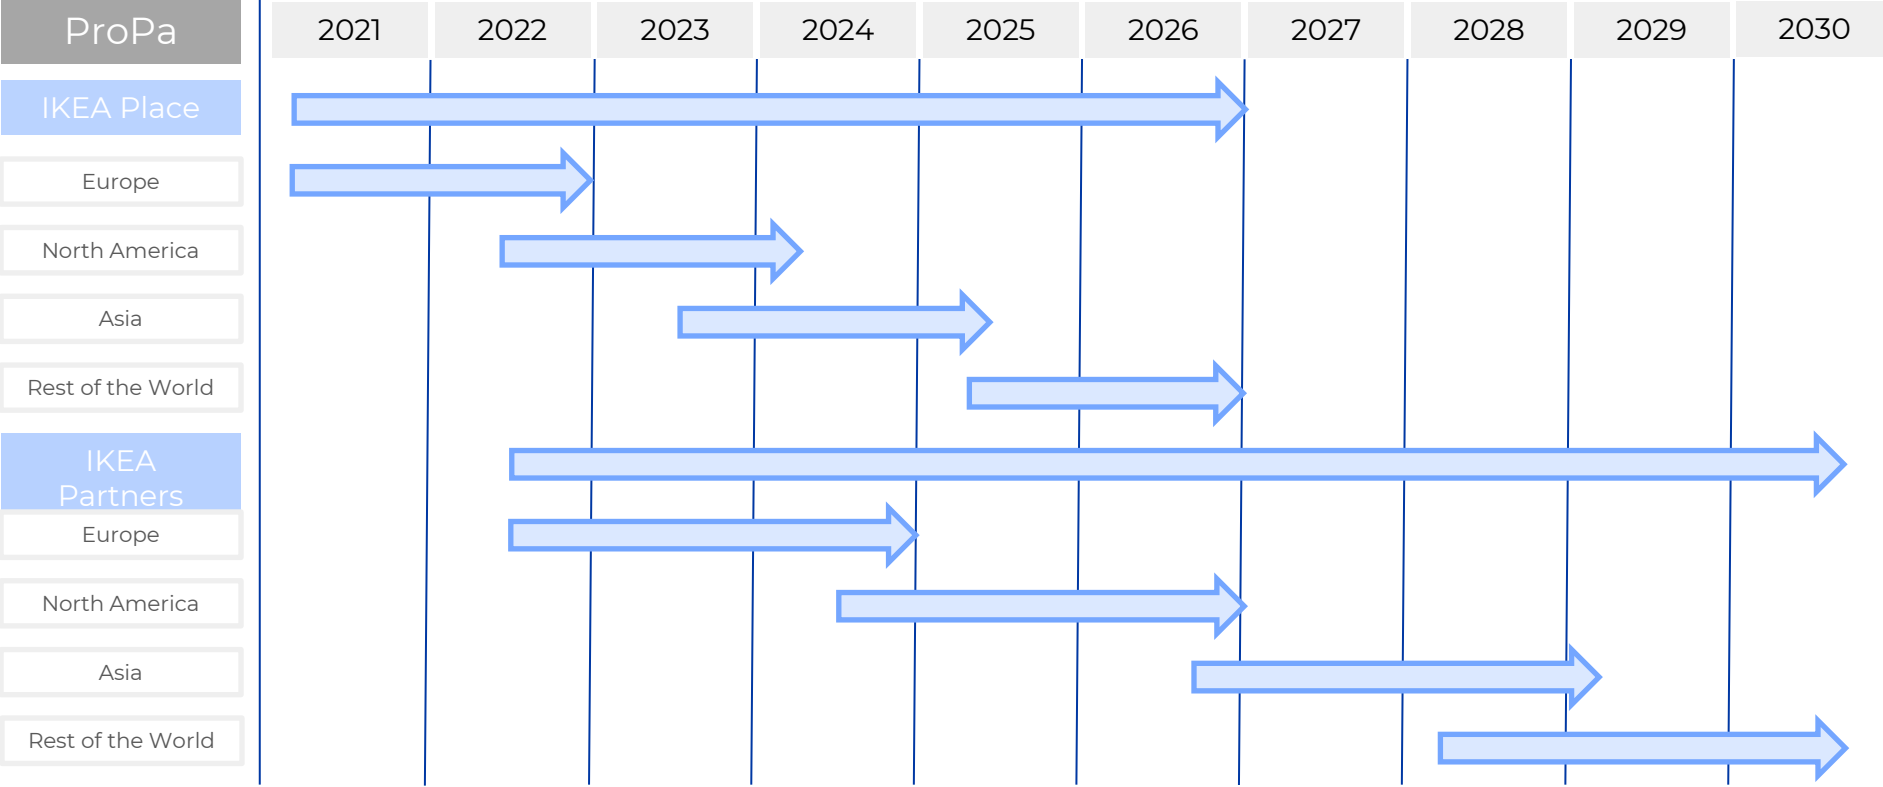 ProPa
2021 2022 2023 2024 2025 2026 2027 2028 2029 2030
IKEA Place
Europe
North America
Asia
Rest of the World
IKEA
Partners
Europe
North America
Asia
Rest of the World